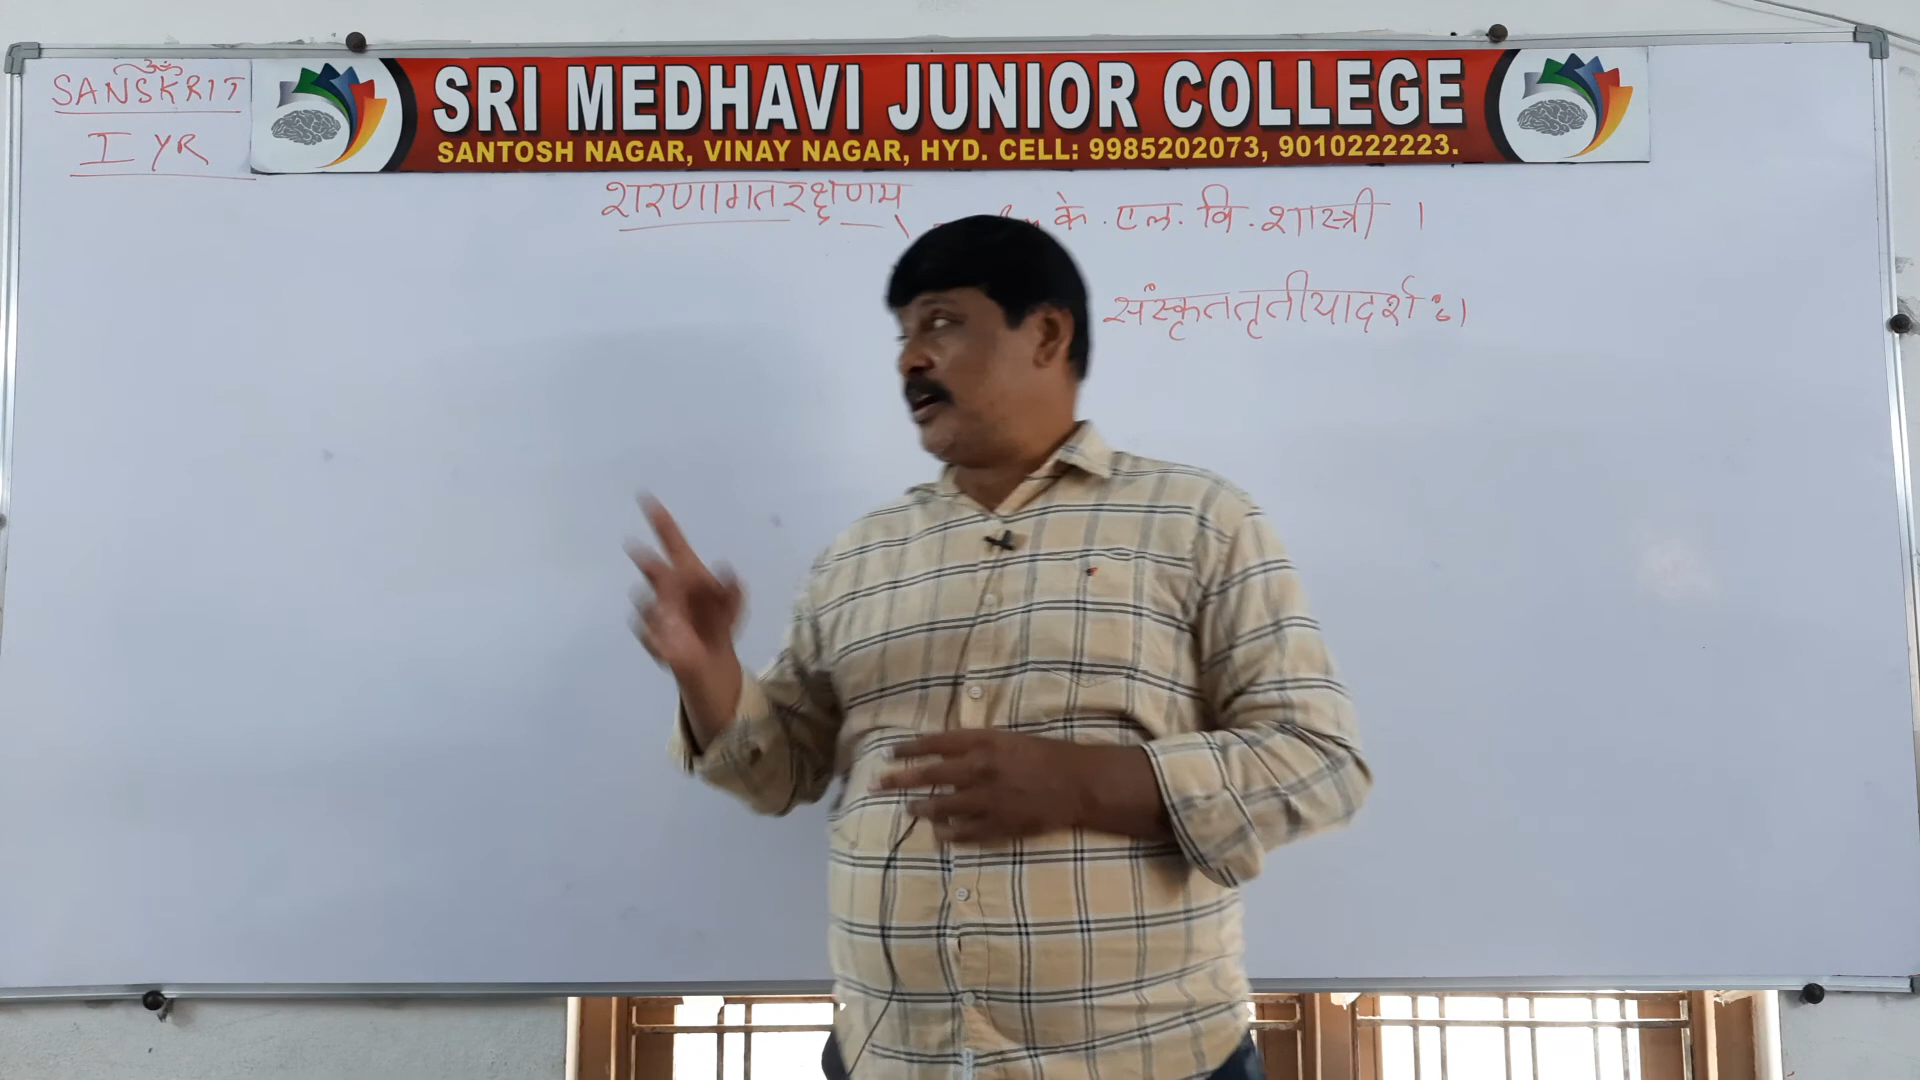 ॐ
SANSKRIT
I YR
SRI MEDHAVI JUNIOR COLLEGE
SANTOSH NAGAR, VINAY NAGAR, HYD. CELL: 9985202073, 9010222223.
शरणागतरक्षणम्
के. एल. वि. शास्त्री ।
संस्कृततृतीयादर्शः ।